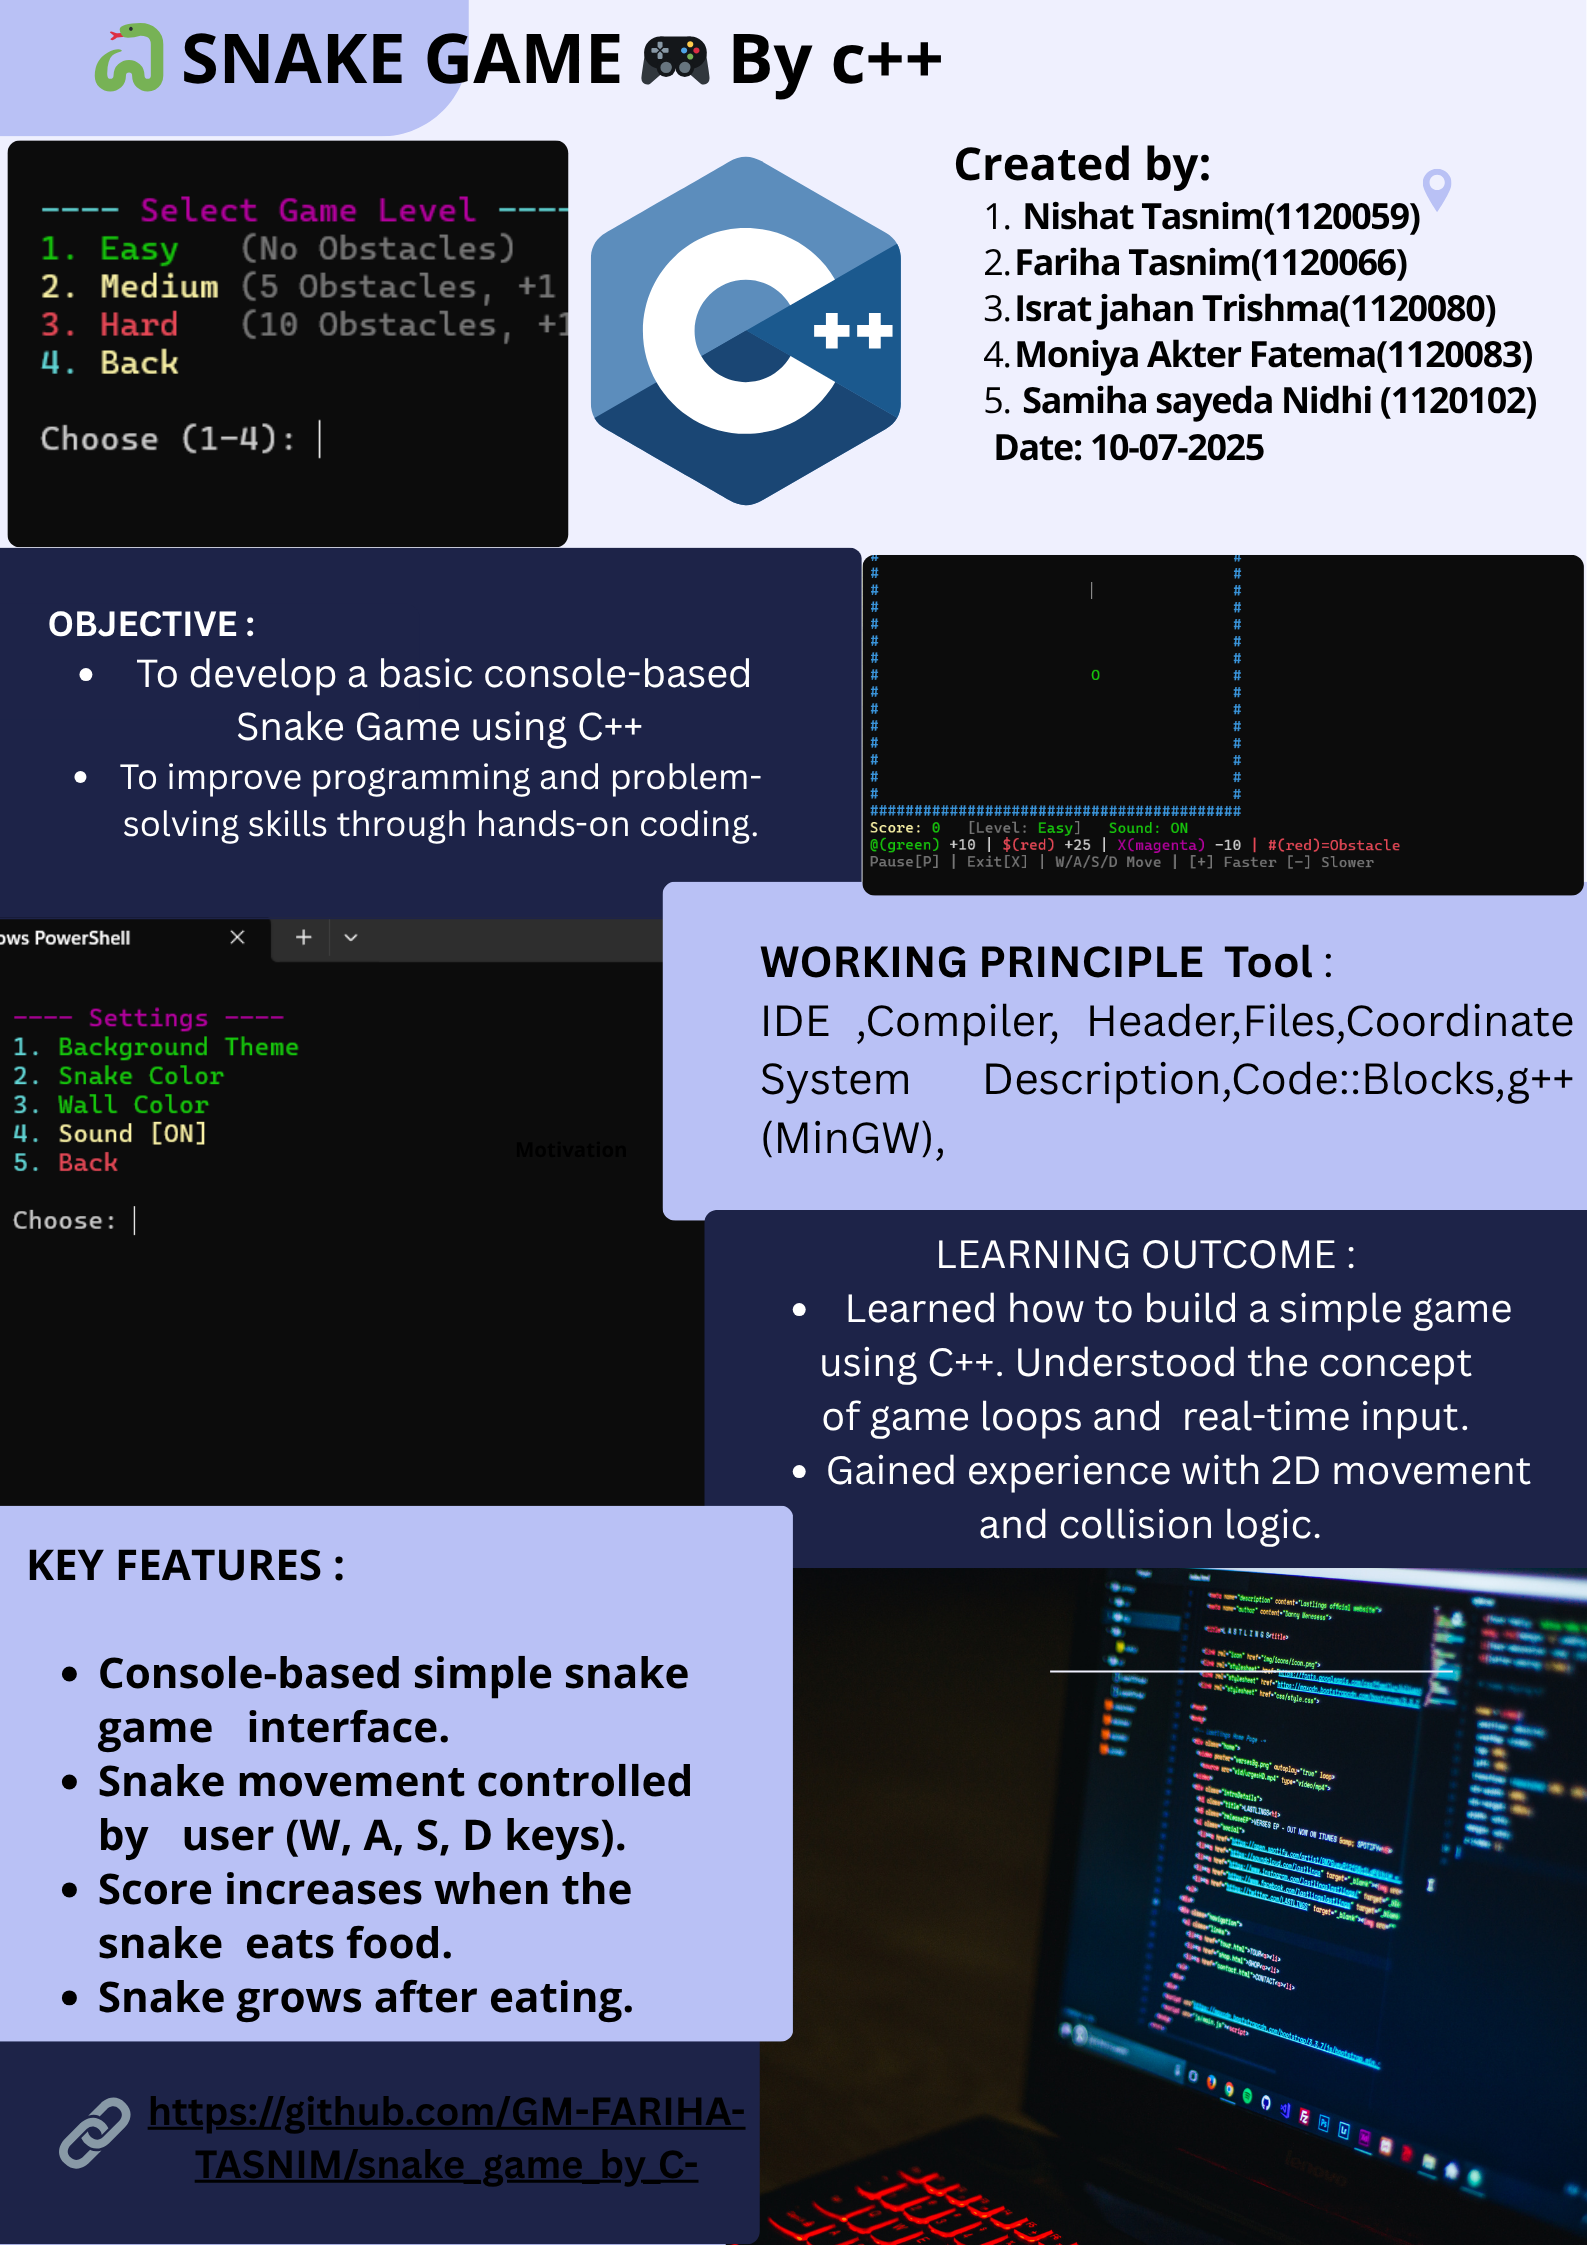 SNAKE GAME By c++
---- Select Game Level ----
1. Easy (No Obstacles)
2. Medium (5 Obstacles, +1
3. Hard (10 Obstacles, +1
4. Back
Choose (1-4):
++
Created by:
1. Nishat Tasnim(1120059)
2. Fariha Tasnim(1120066)
3. Israt jahan Trishma(1120080)
4. Moniya Akter Fatema(1120083)
5. Samiha sayeda Nidhi (1120102)
Date: 10-07-2025
OBJECTIVE :
• To develop a basic console-based
Snake Game using C++
• To improve programming and problem-
solving skills through hands-on coding.
O
Score: 0 [Level: Easy] Sound: ON
@(green) +10 | $(red) +25 | X(magenta) -10 | #(red)=Obstacle
Pause[P] | Exit[X] | W/A/S/D Move | [+] Faster [-] Slower
ows PowerShell
---- Settings ----
1. Background Theme
2. Snake Color
3. Wall Color
4. Sound [ON]
5. Back
Choose:
Motivation
WORKING PRINCIPLE Tool :
IDE ,Compiler, Header,Files,Coordinate
System Description,Code::Blocks,g++
(MinGW),
LEARNING OUTCOME :
• Learned how to build a simple game
using C++. Understood the concept
of game loops and real-time input.
• Gained experience with 2D movement
and collision logic.
KEY FEATURES :
• Console-based simple snake
game interface.
• Snake movement controlled
by user (W, A, S, D keys).
• Score increases when the
snake eats food.
• Snake grows after eating.
https://github.com/GM-FARIHA-
TASNIM/snake_game_by_C-